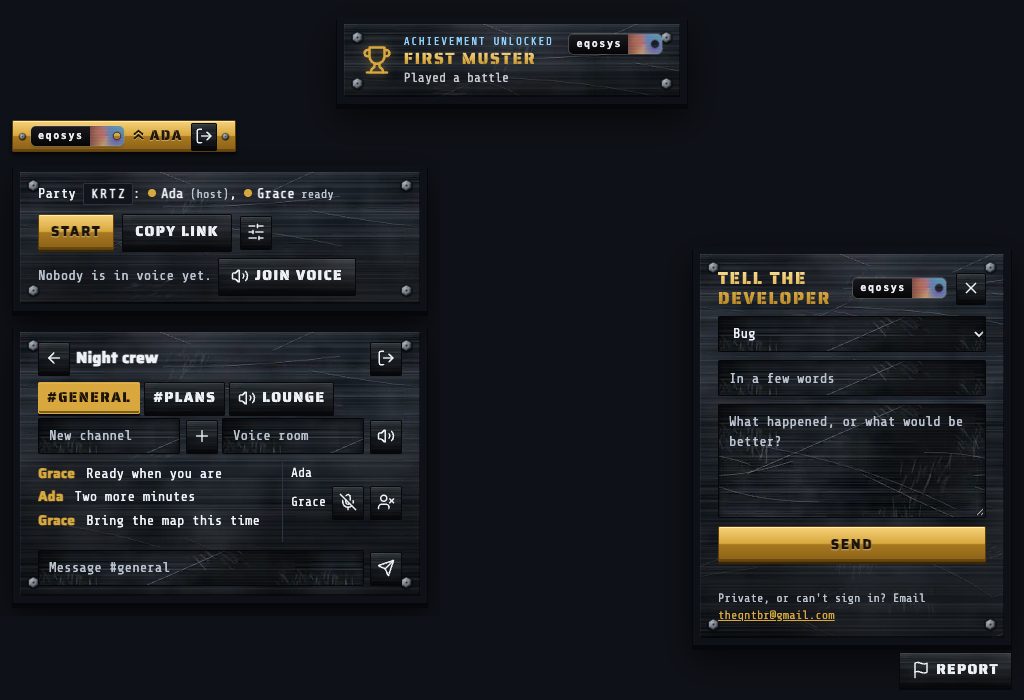 ACHIEVEMENT UNLOCKED
eqosys
FIRST MUSTER
Played a battle
eqosys ADA
Party KRTZ : Ada (host), Grace ready
START COPY LINK
Nobody is in voice yet. JOIN VOICE
Night crew
#GENERAL #PLANS LOUNGE
New channel Voice room
Grace Ready when you are
Ada Two more minutes
Grace Bring the map this time
Ada
Grace
Message #general
TELL THE
DEVELOPER
eqosys
Bug
In a few words
What happened, or what would be
better?
SEND
Private, or can't sign in? Email
theqntbr@gmail.com
REPORT